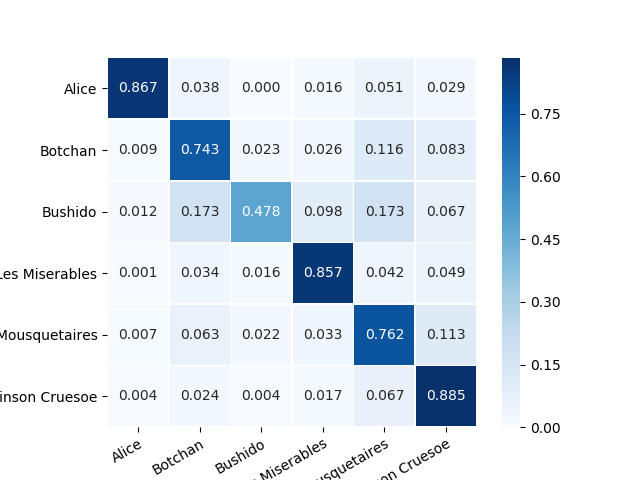 Alice 0.867 0.038 0.000 0.016 0.051 0.029
Botchan 0.009 0.743 0.023 0.026 0.116 0.083
Bushido 0.012 0.173 0.478 0.098 0.173 0.067
Les Miserables 0.001 0.034 0.016 0.857 0.042 0.049
Mousquetaires 0.007 0.063 0.022 0.033 0.762 0.113
inson Cruesoe 0.004 0.024 0.004 0.017 0.067 0.885
Alice Botchan Bushido Miserables usquetaires on Cruesoe
0.75
0.60
0.45
0.30
0.15
0.00